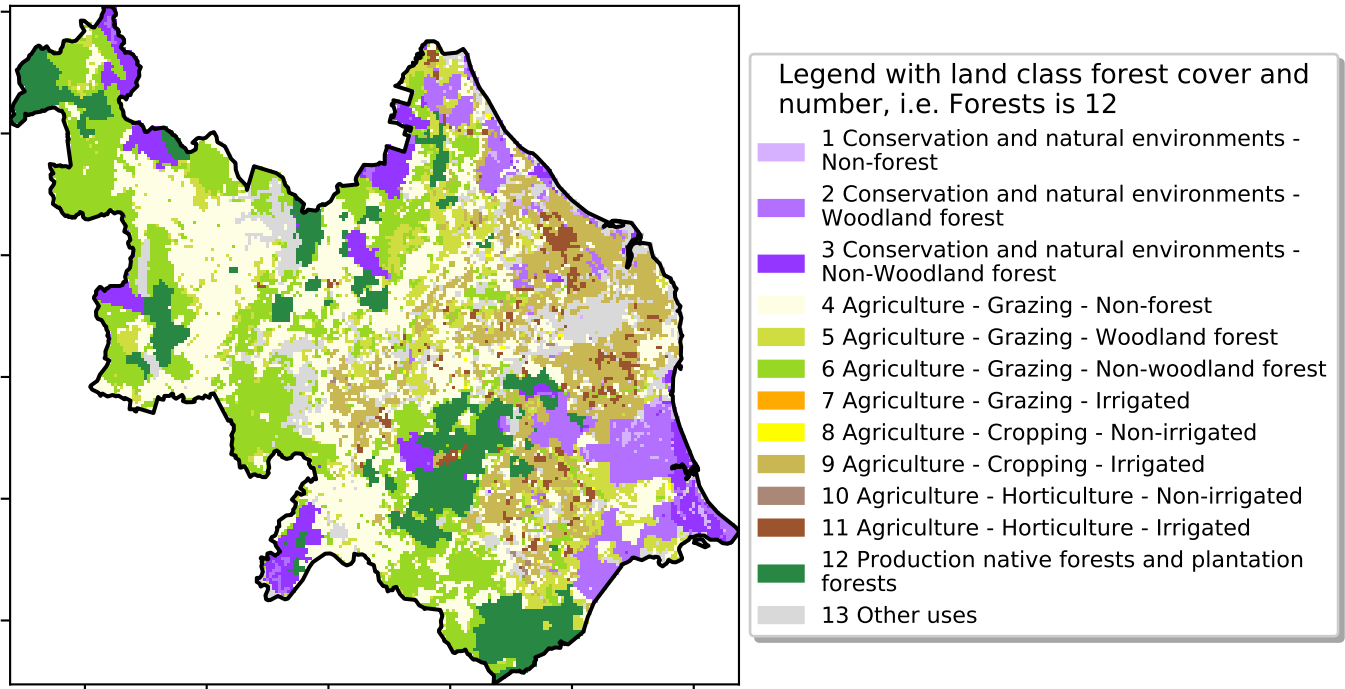 Legend with land class forest cover and
number, i.e. Forests is 12
1 Conservation and natural environments -
Non-forest
2 Conservation and natural environments -
Woodland forest
3 Conservation and natural environments -
Non-Woodland forest
4 Agriculture - Grazing - Non-forest
5 Agriculture - Grazing - Woodland forest
6 Agriculture - Grazing - Non-woodland forest
7 Agriculture - Grazing - Irrigated
8 Agriculture - Cropping - Non-irrigated
9 Agriculture - Cropping - Irrigated
10 Agriculture - Horticulture - Non-irrigated
11 Agriculture - Horticulture - Irrigated
12 Production native forests and plantation
forests
13 Other uses